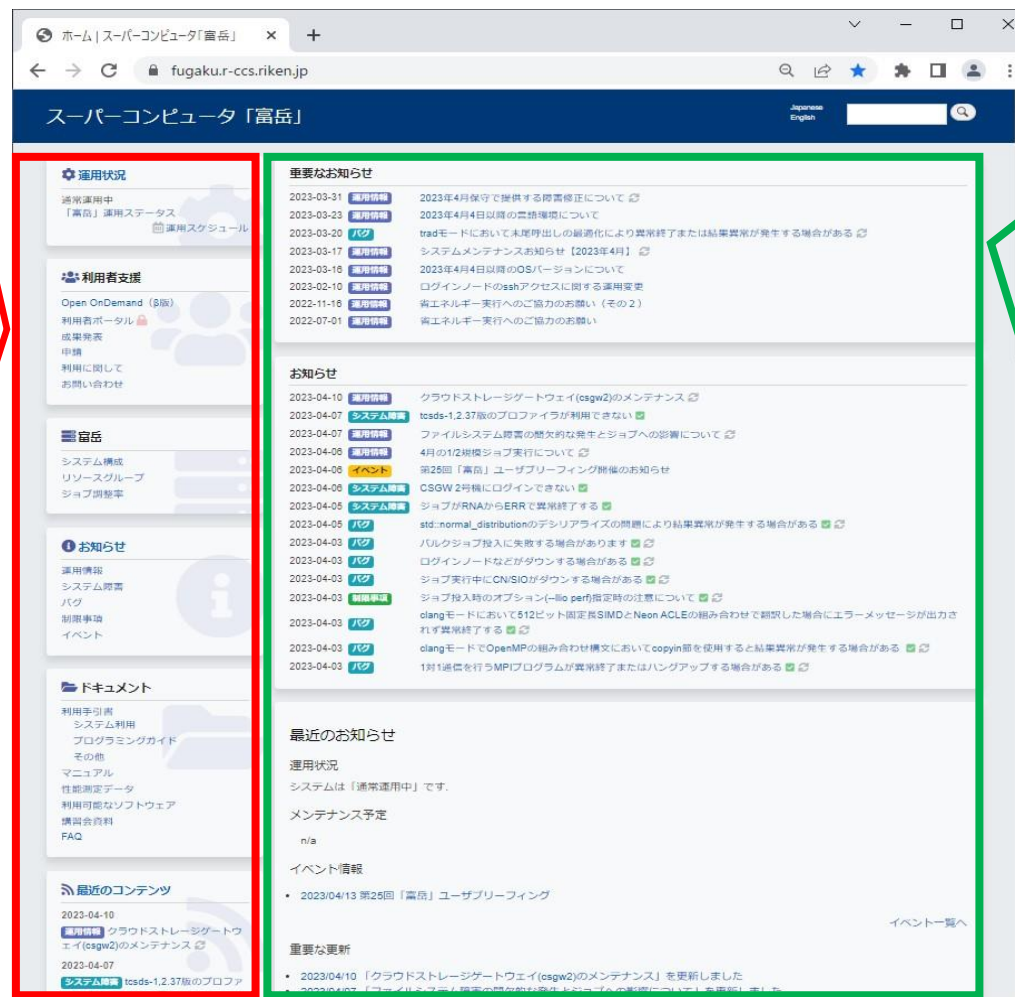 ホーム | スーパーコンピュータ「富岳」
fugaku.r-ccs.riken.jp
スーパーコンピュータ「富岳」
Japanese
English
運用状況
通常運用中
「富岳」運用ステータス
運用スケジュール
利用者支援
Open OnDemand（β版）
利用者ポータル
成果発表
申請
利用に関して
お問い合わせ
富岳
システム構成
リソースグループ
ジョブ調整率
お知らせ
運用情報
システム障害
バグ
制限事項
イベント
ドキュメント
利用手引書
システム利用
プログラミングガイド
その他
マニュアル
性能測定データ
利用可能なソフトウェア
講習会資料
FAQ
最近のコンテンツ
2023-04-10
運用情報 クラウドストレージゲートウ
ェイ(csgw2)のメンテナンス
2023-04-07
システム障害 tcsds-1,2.37版のプロファ
重要なお知らせ
2023-03-31 運用情報 2023年4月保守で提供する障害修正について
2023-03-23 運用情報 2023年4月4日以降の言語環境について
2023-03-20 バグ tradモードにおいて末尾呼出しの最適化により異常終了または結果異常が発生する場合がある
2023-03-17 運用情報 システムメンテナンスお知らせ【2023年4月】
2023-03-16 運用情報 2023年4月4日以降のOSバージョンについて
2023-02-10 運用情報 ログインノードのsshアクセスに関する運用変更
2022-11-16 運用情報 省エネルギー実行へのご協力のお願い（その２）
2022-07-01 運用情報 省エネルギー実行へのご協力のお願い
お知らせ
2023-04-10 運用情報 クラウドストレージゲートウェイ(csgw2)のメンテナンス
2023-04-07 システム障害 tcsds-1,2.37版のプロファイラが利用できない
2023-04-07 運用情報 ファイルシステム障害の間欠的な発生とジョブへの影響について
2023-04-06 運用情報 4月の1/2規模ジョブ実行について
2023-04-06 イベント 第25回「富岳」ユーザブリーフィング開催のお知らせ
2023-04-06 システム障害 CSGW 2号機にログインできない
2023-04-05 システム障害 ジョブがRNAからERRで異常終了する
2023-04-05 バグ std::normal_distributionのデシリアライズの問題により結果異常が発生する場合がある
2023-04-03 バグ バルクジョブ投入に失敗する場合があります
2023-04-03 バグ ログインノードなどがダウンする場合がある
2023-04-03 バグ ジョブ実行中にCN/SIOがダウンする場合がある
2023-04-03 制限事項 ジョブ投入時のオプション(--llio perf)指定時の注意について
2023-04-03 バグ clangモードにおいて512ビット固定長SIMDとNeon ACLEの組み合わせで翻訳した場合にエラーメッセージが出力さ
れず異常終了する
2023-04-03 バグ clangモードでOpenMPの組み合わせ構文においてcopyin節を使用すると結果異常が発生する場合がある
2023-04-03 バグ 1対1通信を行うMPIプログラムが異常終了またはハングアップする場合がある
最近のお知らせ
運用状況
システムは「通常運用中」です.
メンテナンス予定
n/a
イベント情報
• 2023/04/13 第25回「富岳」ユーザブリーフィング
イベント一覧へ
重要な更新
• 2023/04/10 「クラウドストレージゲートウェイ(csgw2)のメンテナンス」を更新しました
• 2023/04/07 「ファイルシステム障害の間欠的な発生とジョブへの影響について」を更新しました